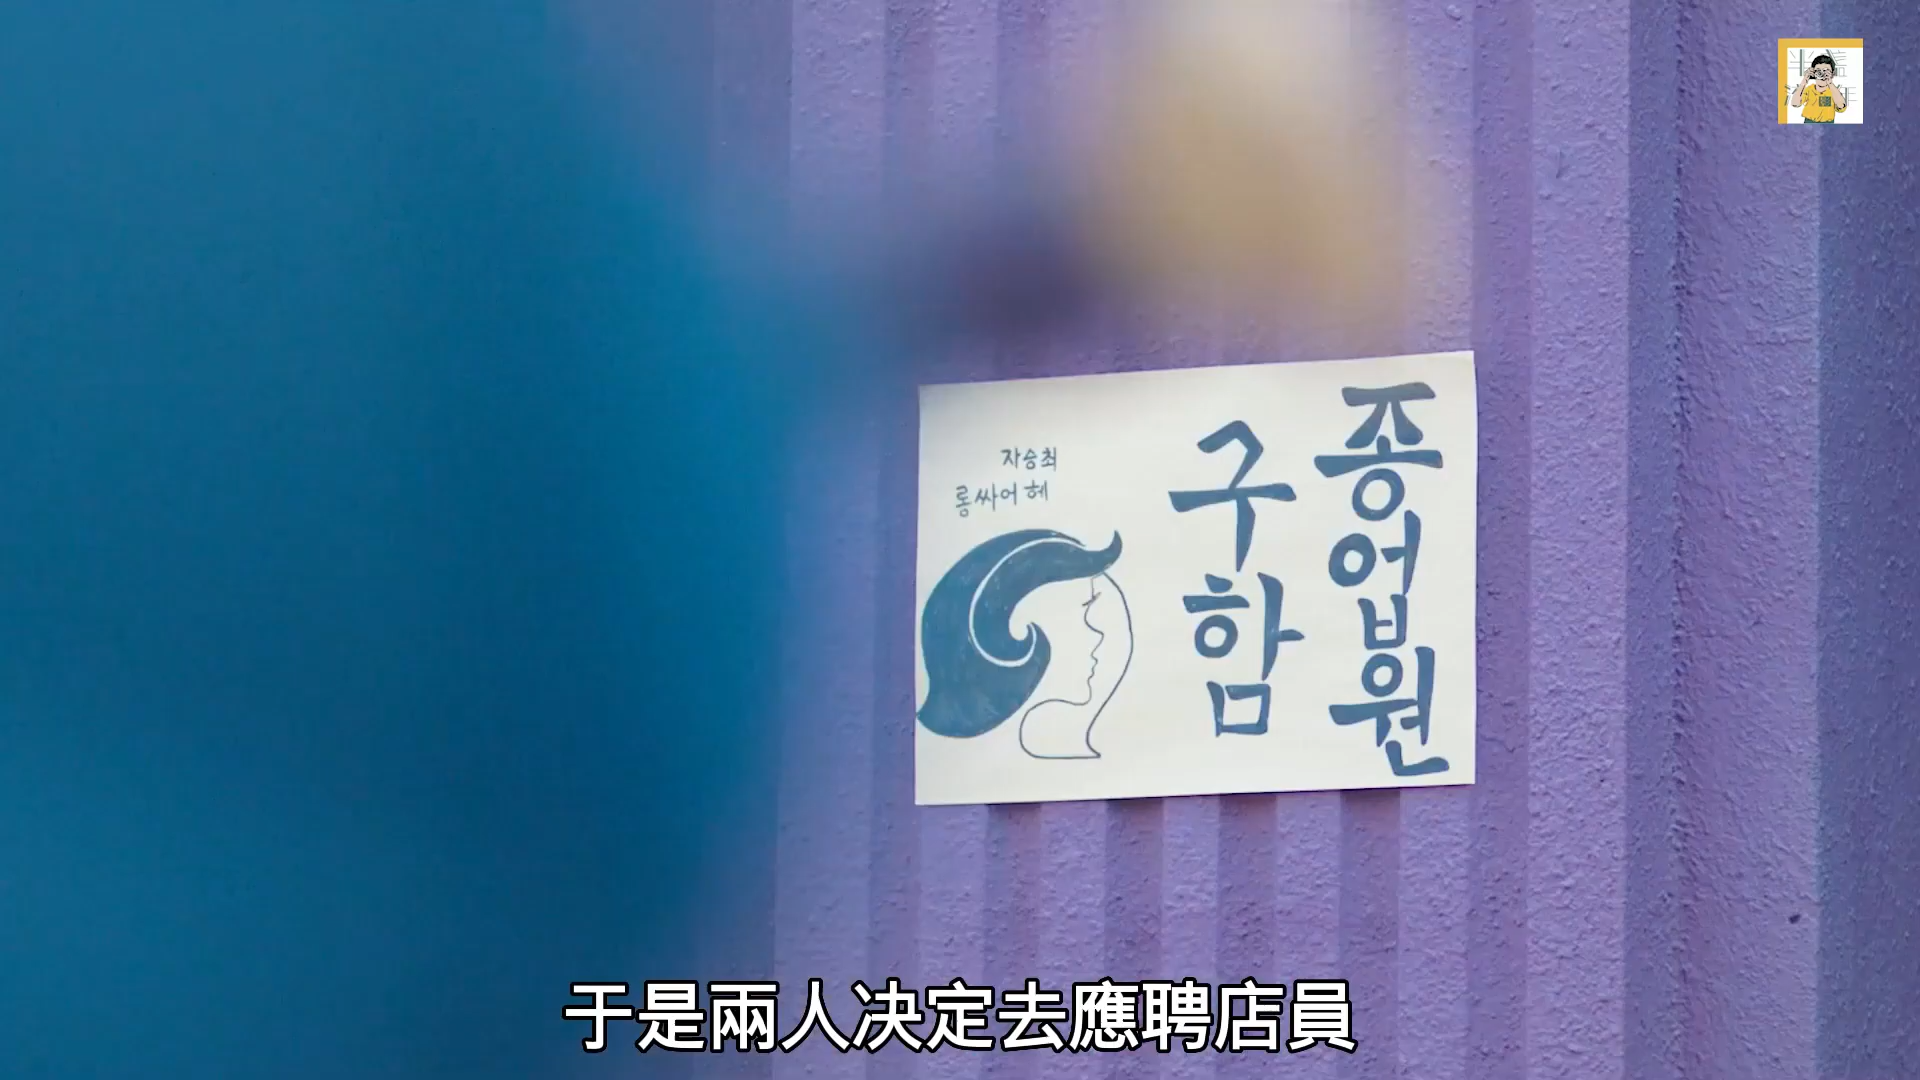 종업원
구함
최승자
헤어싸롱
于是兩人决定去應聘店員